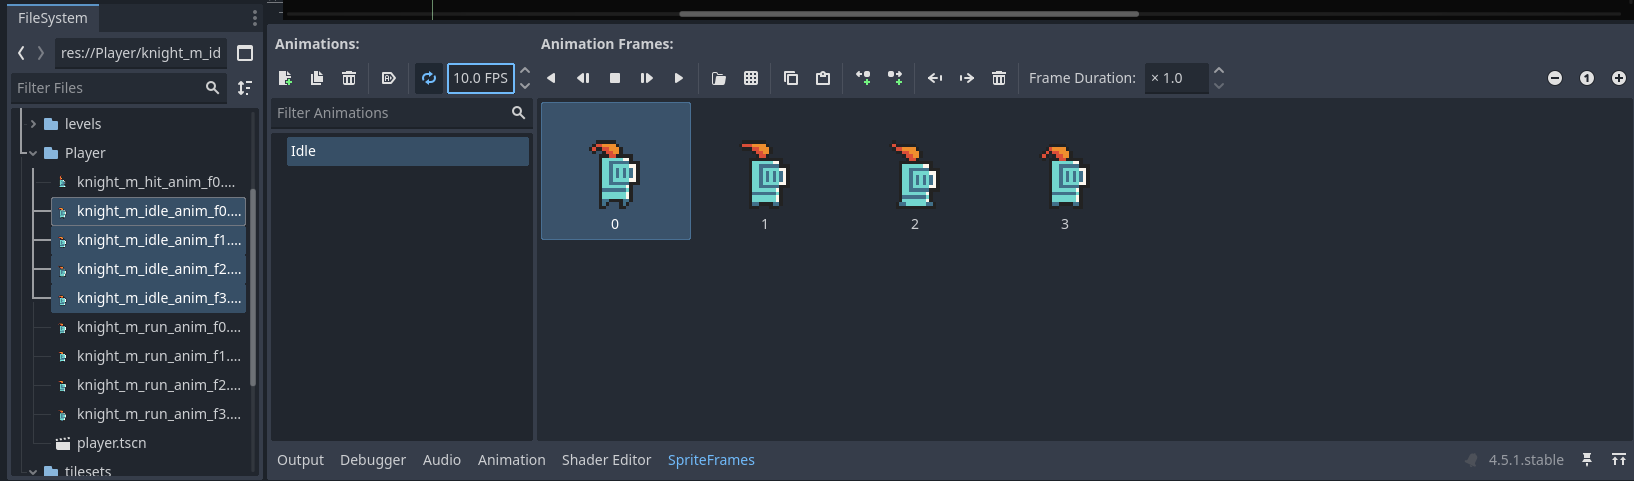 FileSystem
res://Player/knight_m_id
Filter Files
levels
Player
knight_m_hit_anim_f0....
knight_m_idle_anim_f0....
knight_m_idle_anim_f1....
knight_m_idle_anim_f2....
knight_m_idle_anim_f3....
knight_m_run_anim_f0....
knight_m_run_anim_f1....
knight_m_run_anim_f2....
knight_m_run_anim_f3....
player.tscn
tilesets
Animations:
10.0 FPS
Filter Animations
Idle
Animation Frames:
Frame Duration: × 1.0
1
0 1 2 3
Output Debugger Audio Animation Shader Editor SpriteFrames
4.5.1.stable